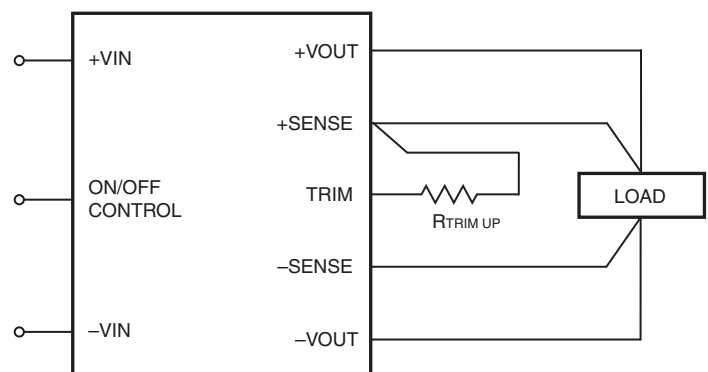 +VIN
+VOUT
+SENSE
ON/OFF
CONTROL
TRIM
RTRIM UP
LOAD
–SENSE
–VIN
–VOUT